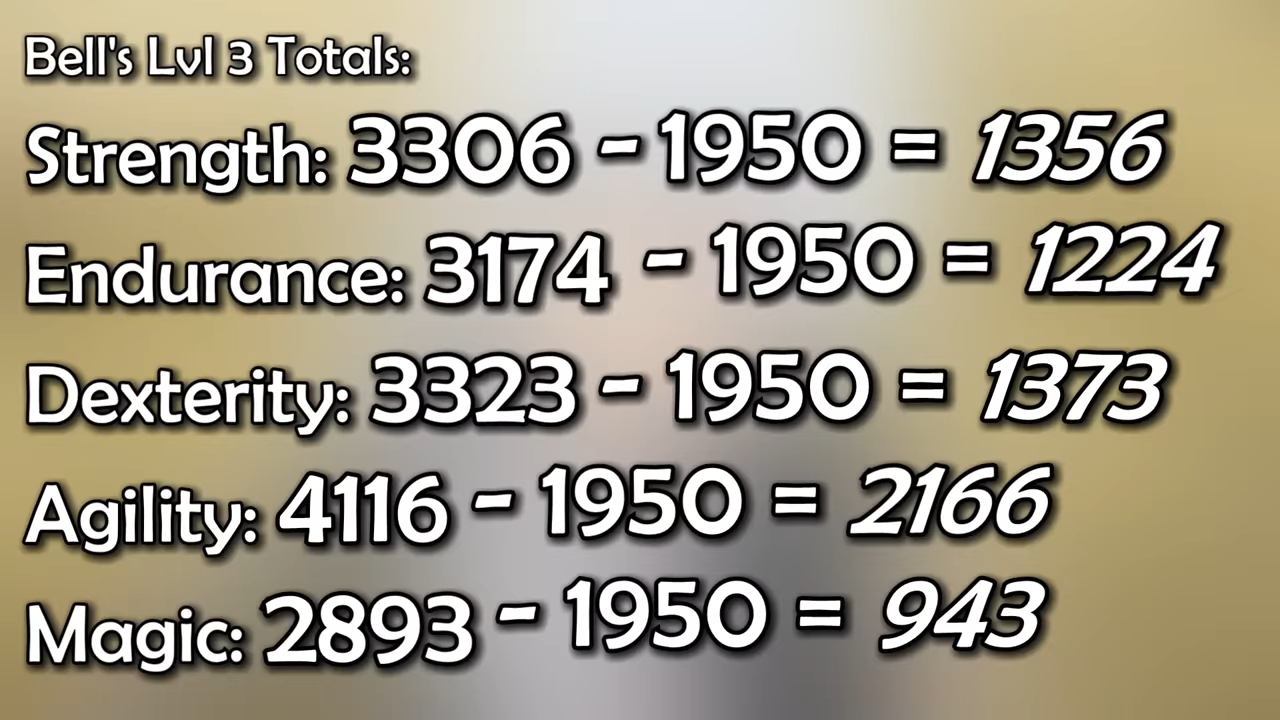 Bell's Lvl 3 Totals:
Strength: 3306 - 1950 = 1356
Endurance: 3174 - 1950 = 1224
Dexterity: 3323 - 1950 = 1373
Agility: 4116 - 1950 = 2166
Magic: 2893 - 1950 = 943